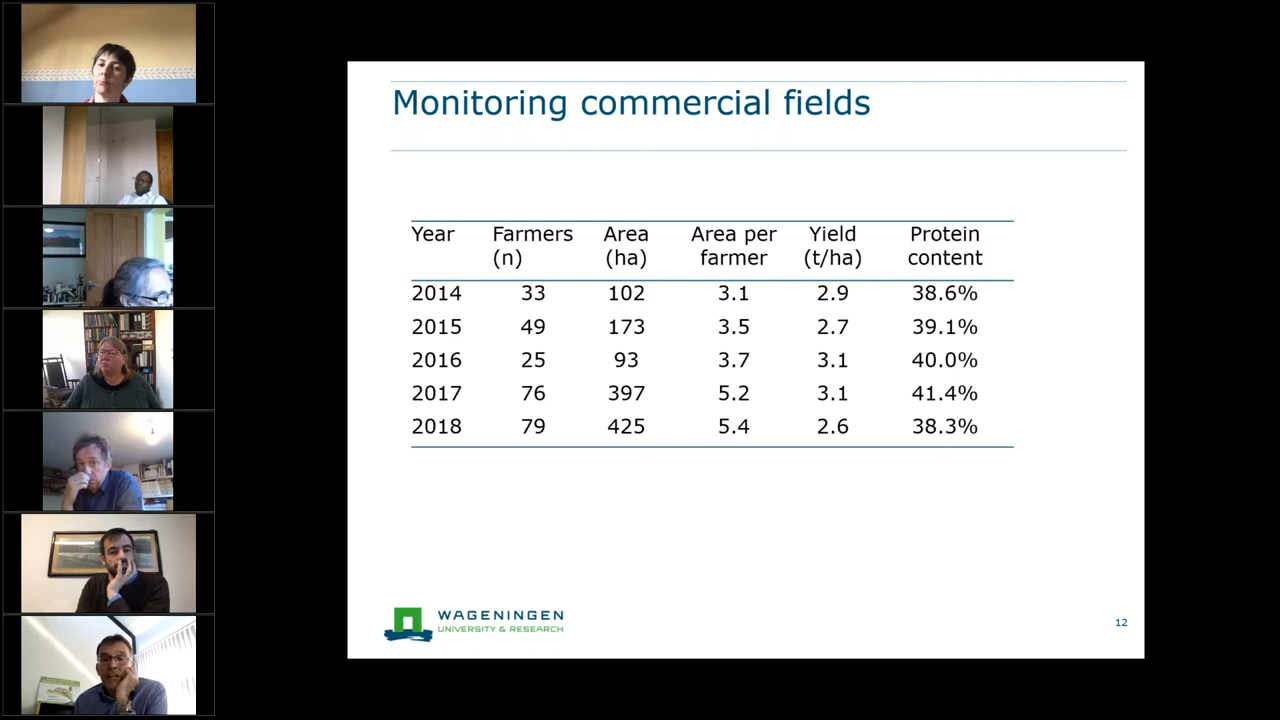 Monitoring commercial fields
Year Farmers (n) Area (ha) Area per farmer Yield (t/ha) Protein content
2014 33 102 3.1 2.9 38.6%
2015 49 173 3.5 2.7 39.1%
2016 25 93 3.7 3.1 40.0%
2017 76 397 5.2 3.1 41.4%
2018 79 425 5.4 2.6 38.3%
WAGENINGEN
UNIVERSITY & RESEARCH
12